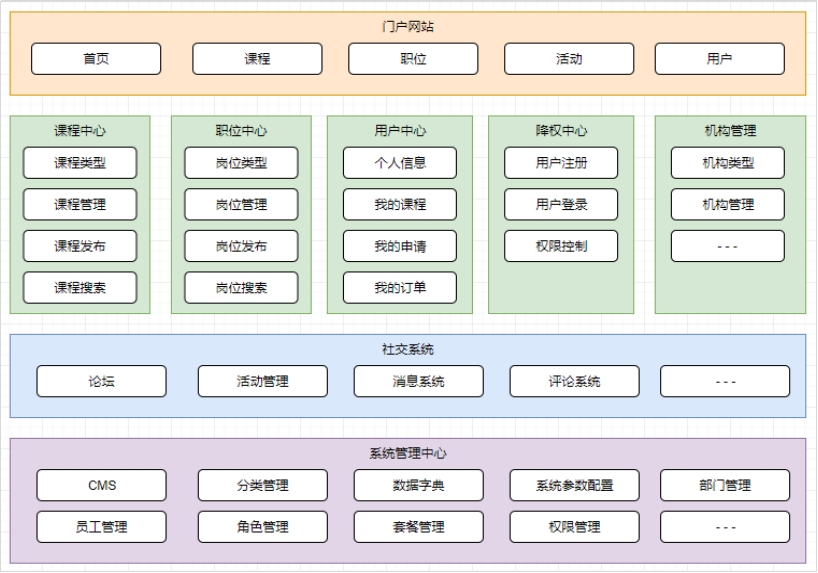 门户网站
首页 课程 职位 活动 用户
课程中心
课程类型
课程管理
课程发布
课程搜索
职位中心
岗位类型
岗位管理
岗位发布
岗位搜索
用户中心
个人信息
我的课程
我的申请
我的订单
降权中心
用户注册
用户登录
权限控制
机构管理
机构类型
机构管理
- - -
社交系统
论坛 活动管理 消息系统 评论系统 - - -
系统管理中心
CMS 分类管理 数据字典 系统参数配置 部门管理
员工管理 角色管理 套餐管理 权限管理 - - -